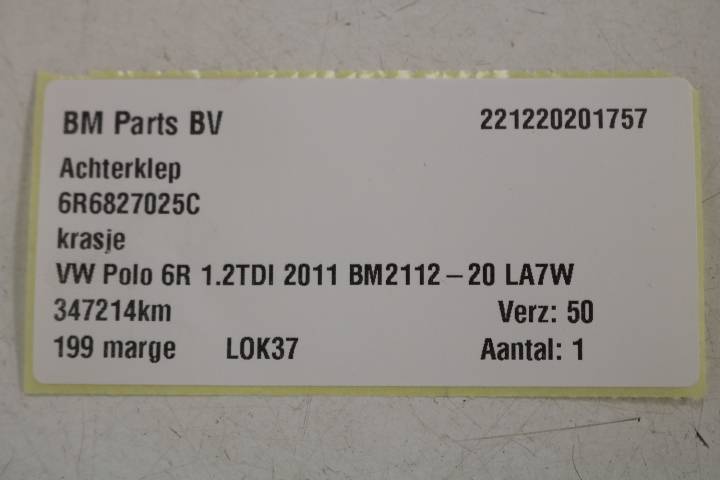 BM Parts BV 221220201757
Achterklep
6R6827025C
krasje
VW Polo 6R 1.2TDI 2011 BM2112-20 LA7W
347214km Verz: 50
199 marge LOK37 Aantal: 1